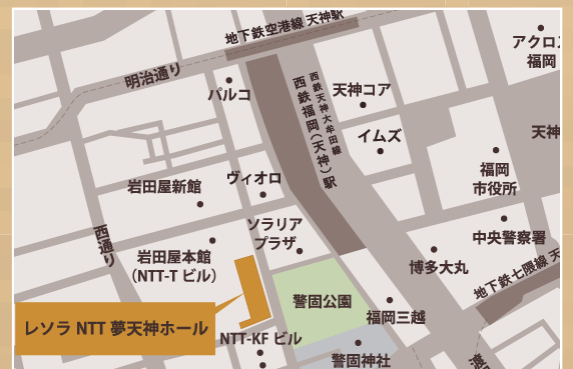 地下鉄空港線 天神駅
アクロス
福岡
明治通り
パルコ
西鉄天神大牟田線
西鉄福岡（天神）駅
天神コア
イムズ
天神
福岡
市役所
岩田屋新館
ヴィオロ
ソラリア
プラザ
西通り
岩田屋本館
（NTT-T ビル）
中央警察署
博多大丸
地下鉄七隈線 天
警固公園
福岡三越
レソラ NTT 夢天神ホール
NTT-KF ビル
警固神社
渡